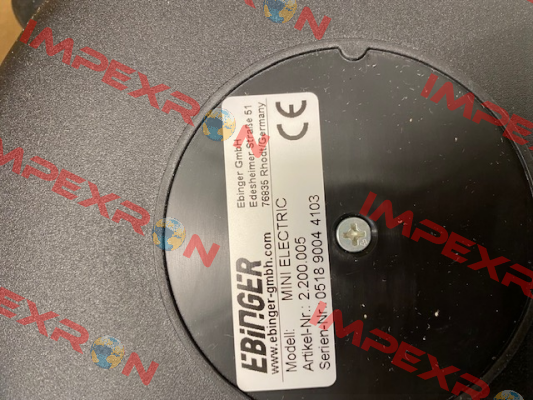 EBiNGER
Ebinger GmbH
Edesheimer Straße 51
76835 Rhodt/Germany
www.ebinger-gmbh.com
CE
Modell: MINI ELECTRIC
Artikel-Nr.: 2.200.005
Serien-Nr.: 0518 9004 4103
IMPEXRON
IMPEXRON
IMPEXRON
IMPEXRON
IMPEXRON
IMPEXRON